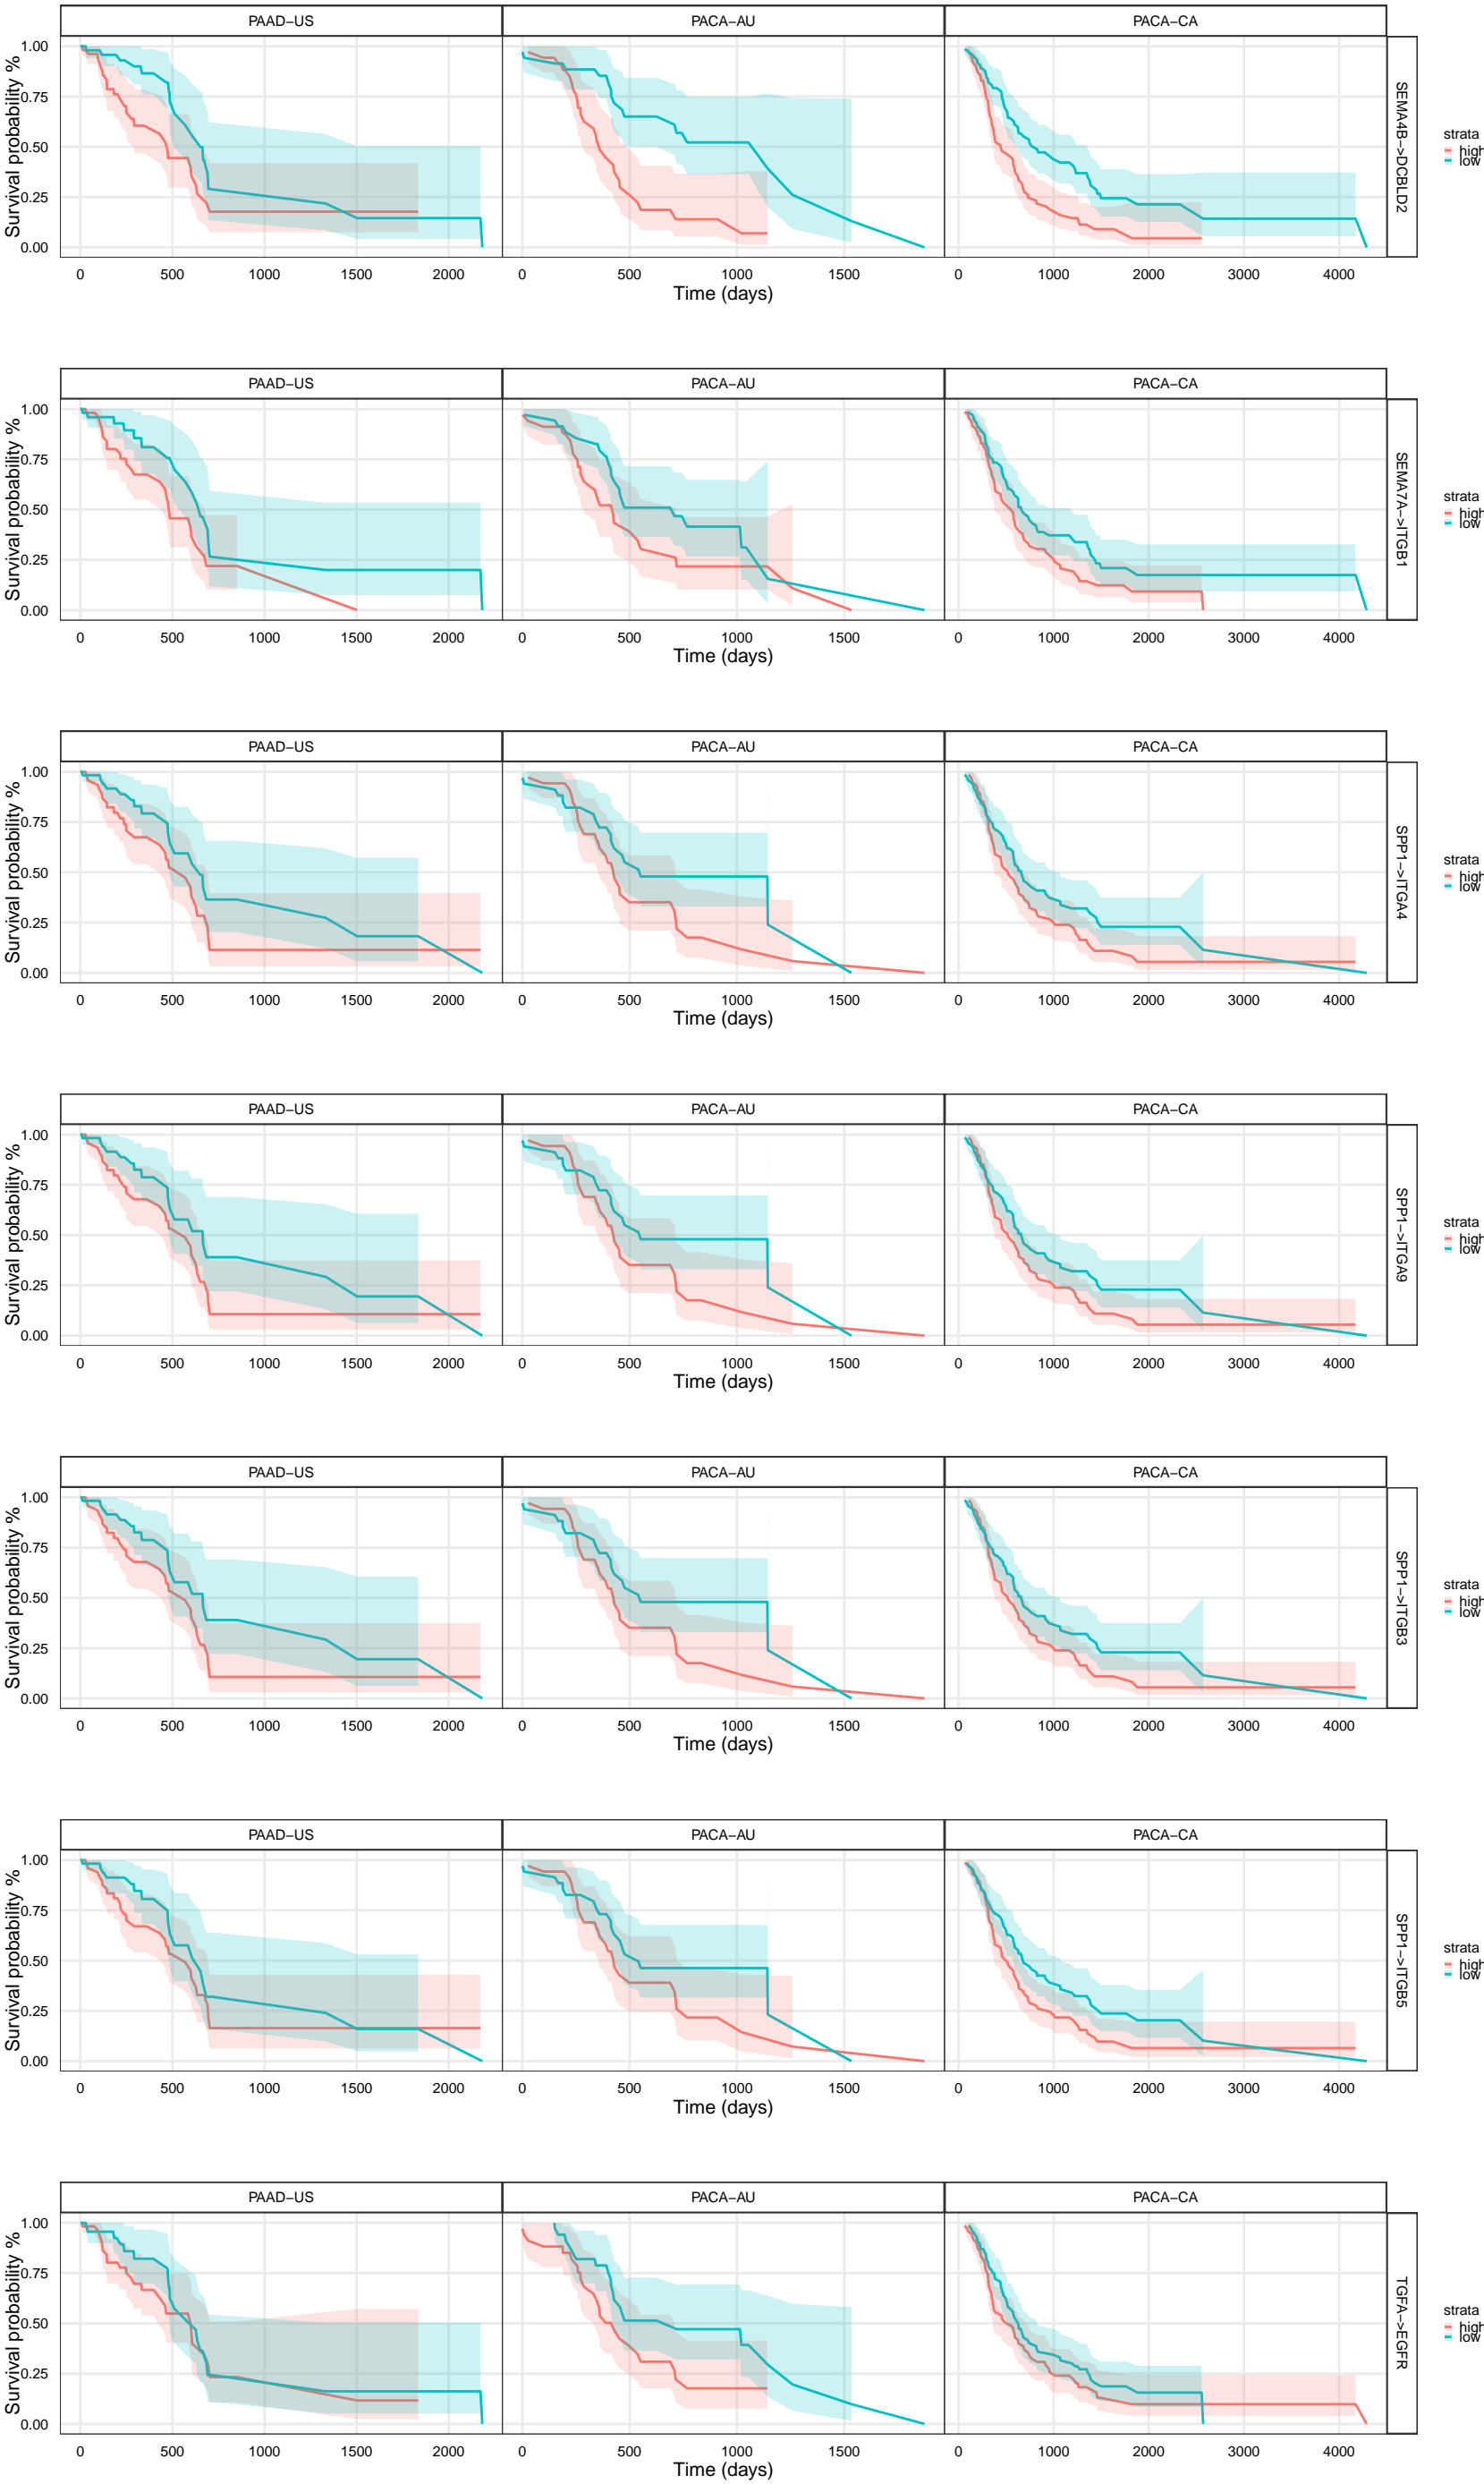 PAAD−US PACA−AU PACA−CA
Survival probability %
1.00
0.75
0.50
0.25
0.00
SEMA4B−>DCBLD2
strata
high
low
0 500 1000 1500 2000 0 500 1000 1500 0 1000 2000 3000 4000
Time (days)
PAAD−US PACA−AU PACA−CA
Survival probability %
1.00
0.75
0.50
0.25
0.00
SEMA7A−>ITGB1
strata
high
low
0 500 1000 1500 2000 0 500 1000 1500 0 1000 2000 3000 4000
Time (days)
PAAD−US PACA−AU PACA−CA
Survival probability %
1.00
0.75
0.50
0.25
0.00
SPP1−>ITGA4
strata
high
low
0 500 1000 1500 2000 0 500 1000 1500 0 1000 2000 3000 4000
Time (days)
PAAD−US PACA−AU PACA−CA
Survival probability %
1.00
0.75
0.50
0.25
0.00
SPP1−>ITGA9
strata
high
low
0 500 1000 1500 2000 0 500 1000 1500 0 1000 2000 3000 4000
Time (days)
PAAD−US PACA−AU PACA−CA
Survival probability %
1.00
0.75
0.50
0.25
0.00
SPP1−>ITGB3
strata
high
low
0 500 1000 1500 2000 0 500 1000 1500 0 1000 2000 3000 4000
Time (days)
PAAD−US PACA−AU PACA−CA
Survival probability %
1.00
0.75
0.50
0.25
0.00
SPP1−>ITGB5
strata
high
low
0 500 1000 1500 2000 0 500 1000 1500 0 1000 2000 3000 4000
Time (days)
PAAD−US PACA−AU PACA−CA
Survival probability %
1.00
0.75
0.50
0.25
0.00
TGFA−>EGFR
strata
high
low
0 500 1000 1500 2000 0 500 1000 1500 0 1000 2000 3000 4000
Time (days)